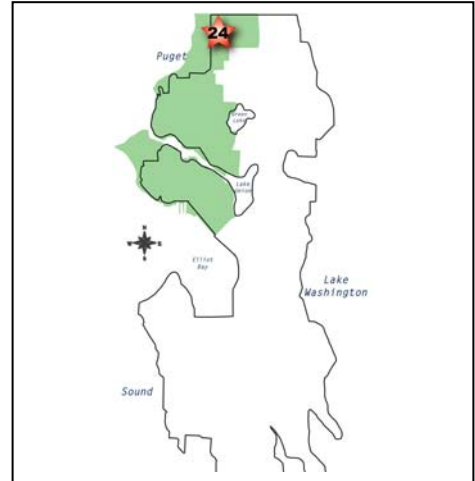 24
Puget
Green
Lake
Lake
Union
N
W
E
S
Elliot
Bay
Lake
Washington
Sound